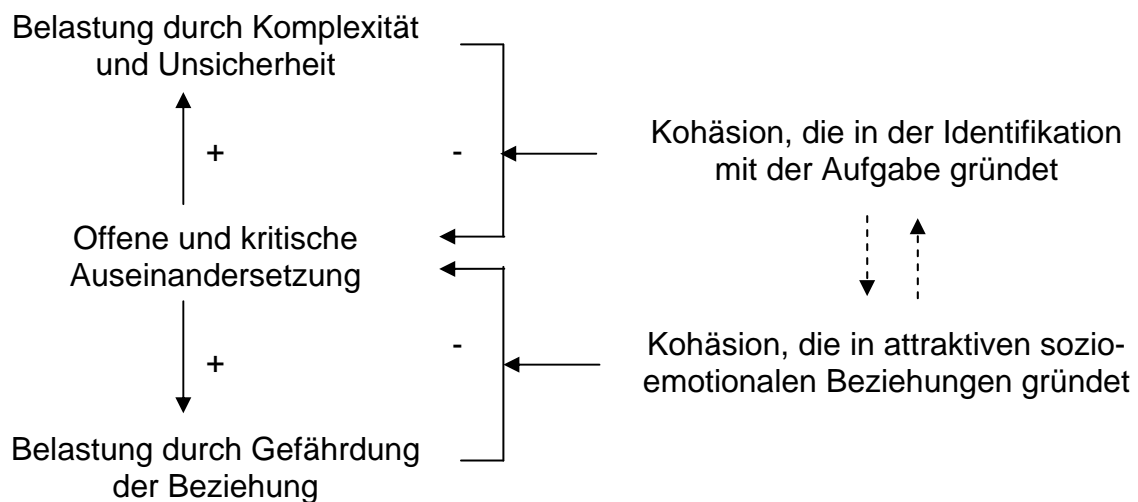 Belastung durch Komplexität
und Unsicherheit
+
-
Kohäsion, die in der Identifikation
mit der Aufgabe gründet
Offene und kritische
Auseinandersetzung
+
-
Kohäsion, die in attraktiven sozio-
emotionalen Beziehungen gründet
Belastung durch Gefährdung
der Beziehung